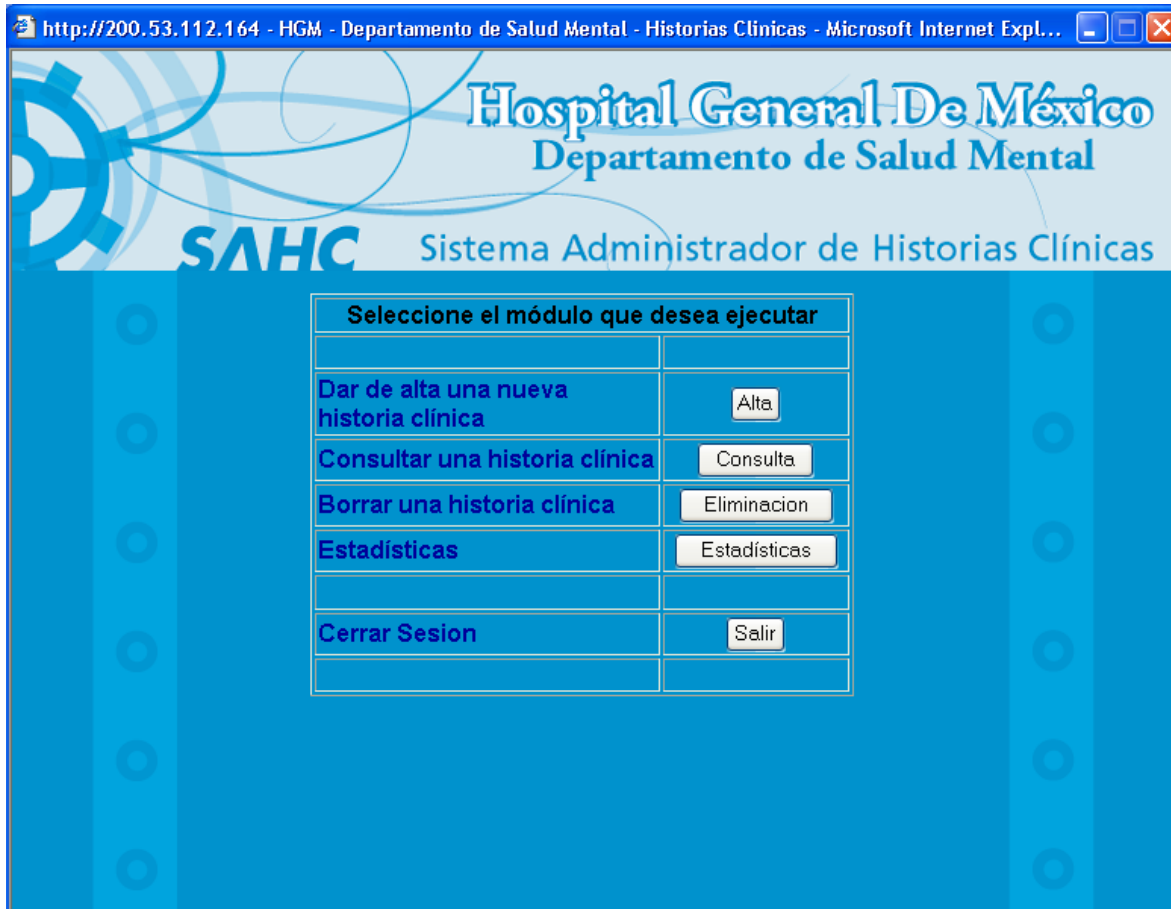 http://200.53.112.164 - HGM - Departamento de Salud Mental - Historias Clinicas - Microsoft Internet Expl...
Hospital General De México
Departamento de Salud Mental
SAHC Sistema Administrador de Historias Clínicas
Seleccione el módulo que desea ejecutar
Dar de alta una nueva
historia clínica
Alta
Consultar una historia clínica Consulta
Borrar una historia clínica Eliminacion
Estadísticas Estadísticas
Cerrar Sesion Salir